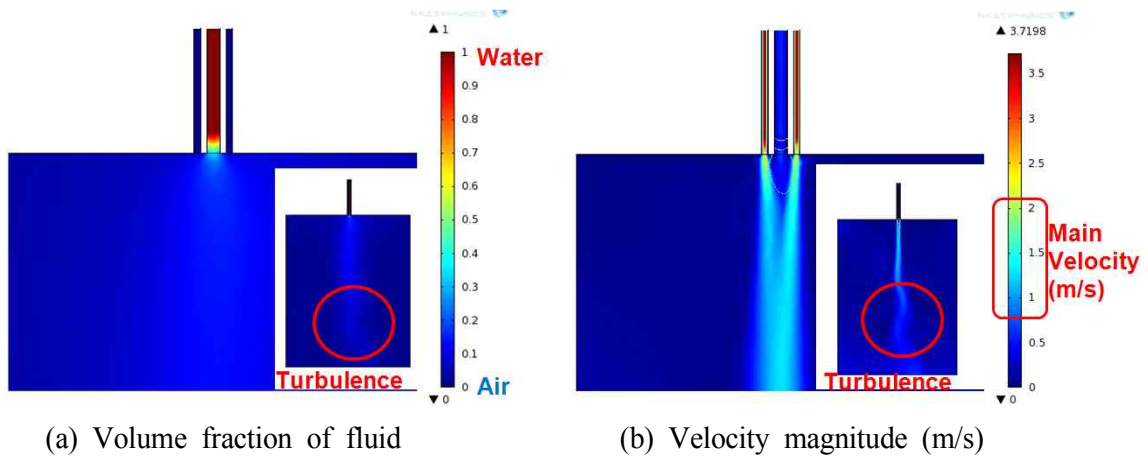 ▲ 1
1
0.9
0.8
0.7
0.6
0.5
0.4
0.3
0.2
0.1
0
▼ 0
Water
Air
Turbulence
(a) Volume fraction of fluid
▲ 3.7198
3.5
3
2.5
2
1.5
1
0.5
0
▼ 0
Main
Velocity
(m/s)
Turbulence
(b) Velocity magnitude (m/s)